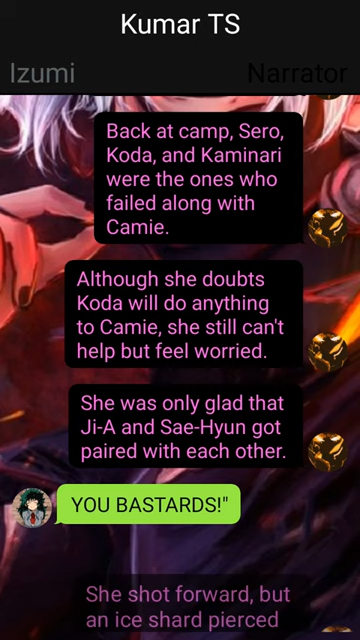 Kumar TS
Izumi
Narrator
Back at camp, Sero,
Koda, and Kaminari
were the ones who
failed along with
Camie.
Although she doubts
Koda will do anything
to Camie, she still can't
help but feel worried.
She was only glad that
Ji-A and Sae-Hyun got
paired with each other.
YOU BASTARDS!"
She shot forward, but
an ice shard pierced